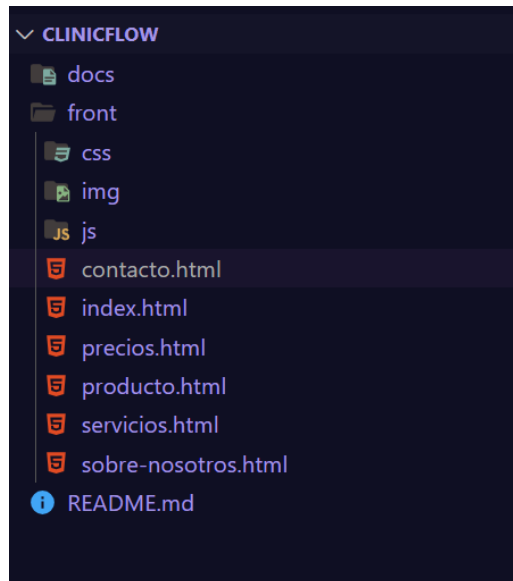 CLINICFLOW
docs
front
css
img
JS js
contacto.html
index.html
precios.html
producto.html
servicios.html
sobre-nosotros.html
README.md